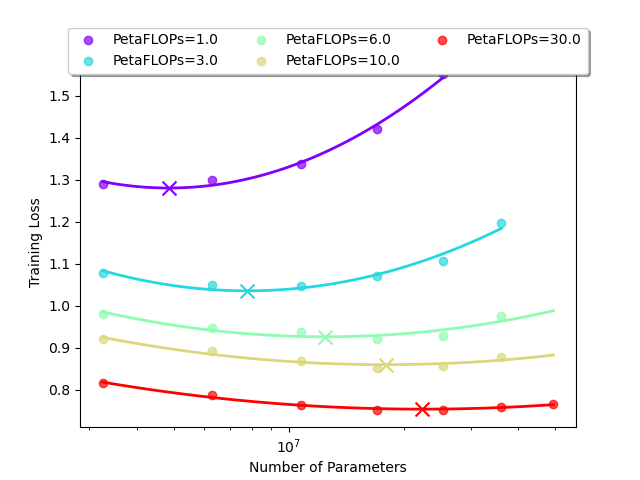 PetaFLOPs=1.0 PetaFLOPs=6.0 PetaFLOPs=30.0
PetaFLOPs=3.0 PetaFLOPs=10.0
1.5
1.4
1.3
1.2
1.1
1.0
0.9
0.8
Training Loss
10^7
Number of Parameters